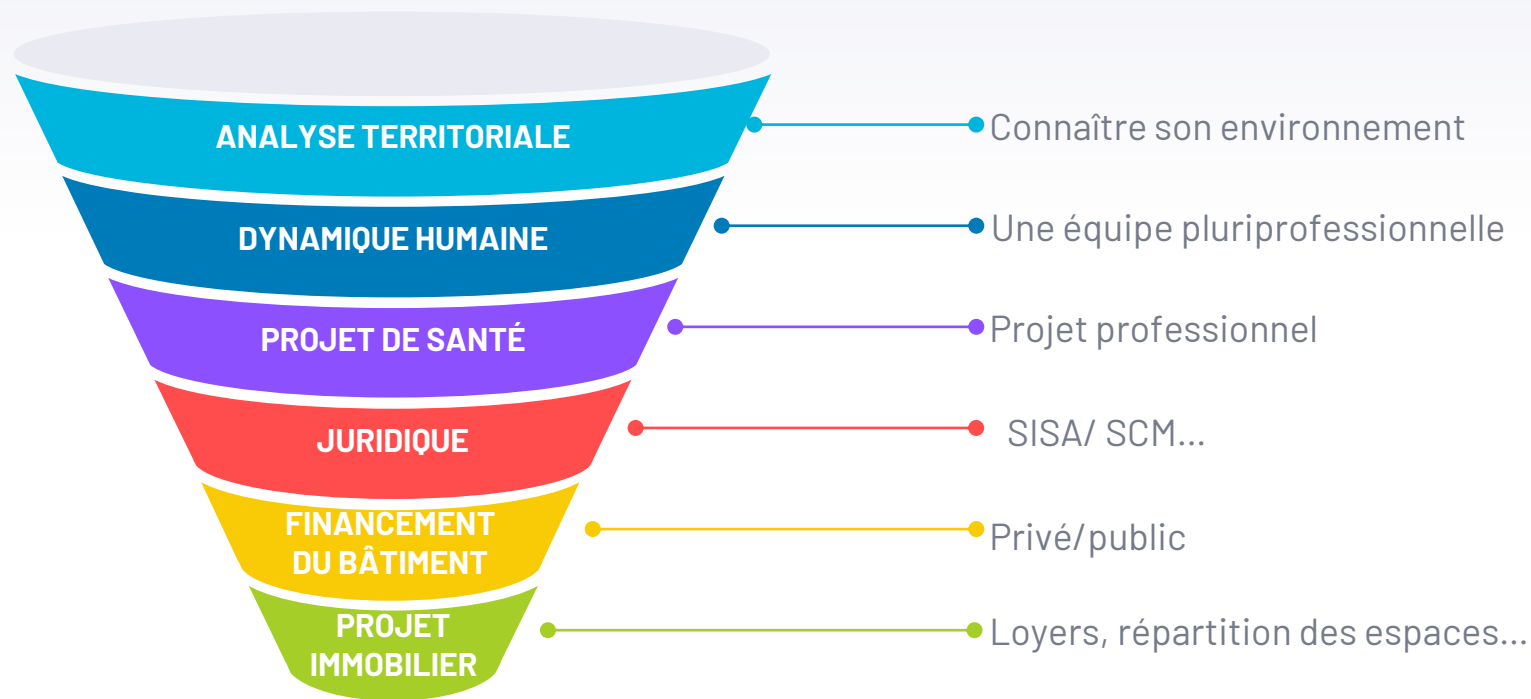 ANALYSE TERRITORIALE
Connaître son environnement
DYNAMIQUE HUMAINE
Une équipe pluriprofessionnelle
PROJET DE SANTÉ
Projet professionnel
JURIDIQUE
SISA/ SCM...
FINANCEMENT
DU BÂTIMENT
Privé/public
PROJET
IMMOBILIER
Loyers, répartition des espaces...